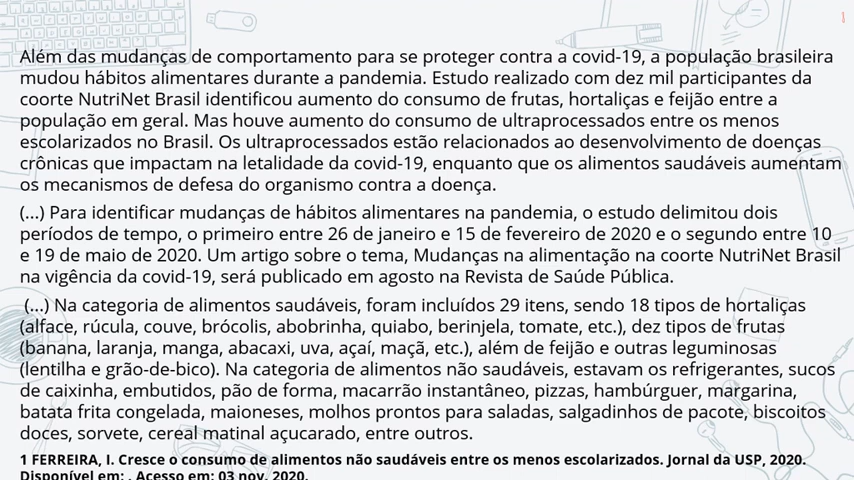 1
Além das mudanças de comportamento para se proteger contra a covid-19, a população brasileira
mudou hábitos alimentares durante a pandemia. Estudo realizado com dez mil participantes da
coorte NutriNet Brasil identificou aumento do consumo de frutas, hortaliças e feijão entre a
população em geral. Mas houve aumento do consumo de ultraprocessados entre os menos
escolarizados no Brasil. Os ultraprocessados estão relacionados ao desenvolvimento de doenças
crônicas que impactam na letalidade da covid-19, enquanto que os alimentos saudáveis aumentam
os mecanismos de defesa do organismo contra a doença.
(...) Para identificar mudanças de hábitos alimentares na pandemia, o estudo delimitou dois
períodos de tempo, o primeiro entre 26 de janeiro e 15 de fevereiro de 2020 e o segundo entre 10
e 19 de maio de 2020. Um artigo sobre o tema, Mudanças na alimentação na coorte NutriNet Brasil
na vigência da covid-19, será publicado em agosto na Revista de Saúde Pública.
(...) Na categoria de alimentos saudáveis, foram incluídos 29 itens, sendo 18 tipos de hortaliças
(alface, rúcula, couve, brócolis, abobrinha, quiabo, berinjela, tomate, etc.), dez tipos de frutas
(banana, laranja, manga, abacaxi, uva, açaí, maçã, etc.), além de feijão e outras leguminosas
(lentilha e grão-de-bico). Na categoria de alimentos não saudáveis, estavam os refrigerantes, sucos
de caixinha, embutidos, pão de forma, macarrão instantâneo, pizzas, hambúrguer, margarina,
batata frita congelada, maioneses, molhos prontos para saladas, salgadinhos de pacote, biscoitos
doces, sorvete, cereal matinal açucarado, entre outros.
1 FERREIRA, I. Cresce o consumo de alimentos não saudáveis entre os menos escolarizados. Jornal da USP, 2020.
Disponível em: . Acesso em: 03 nov. 2020.